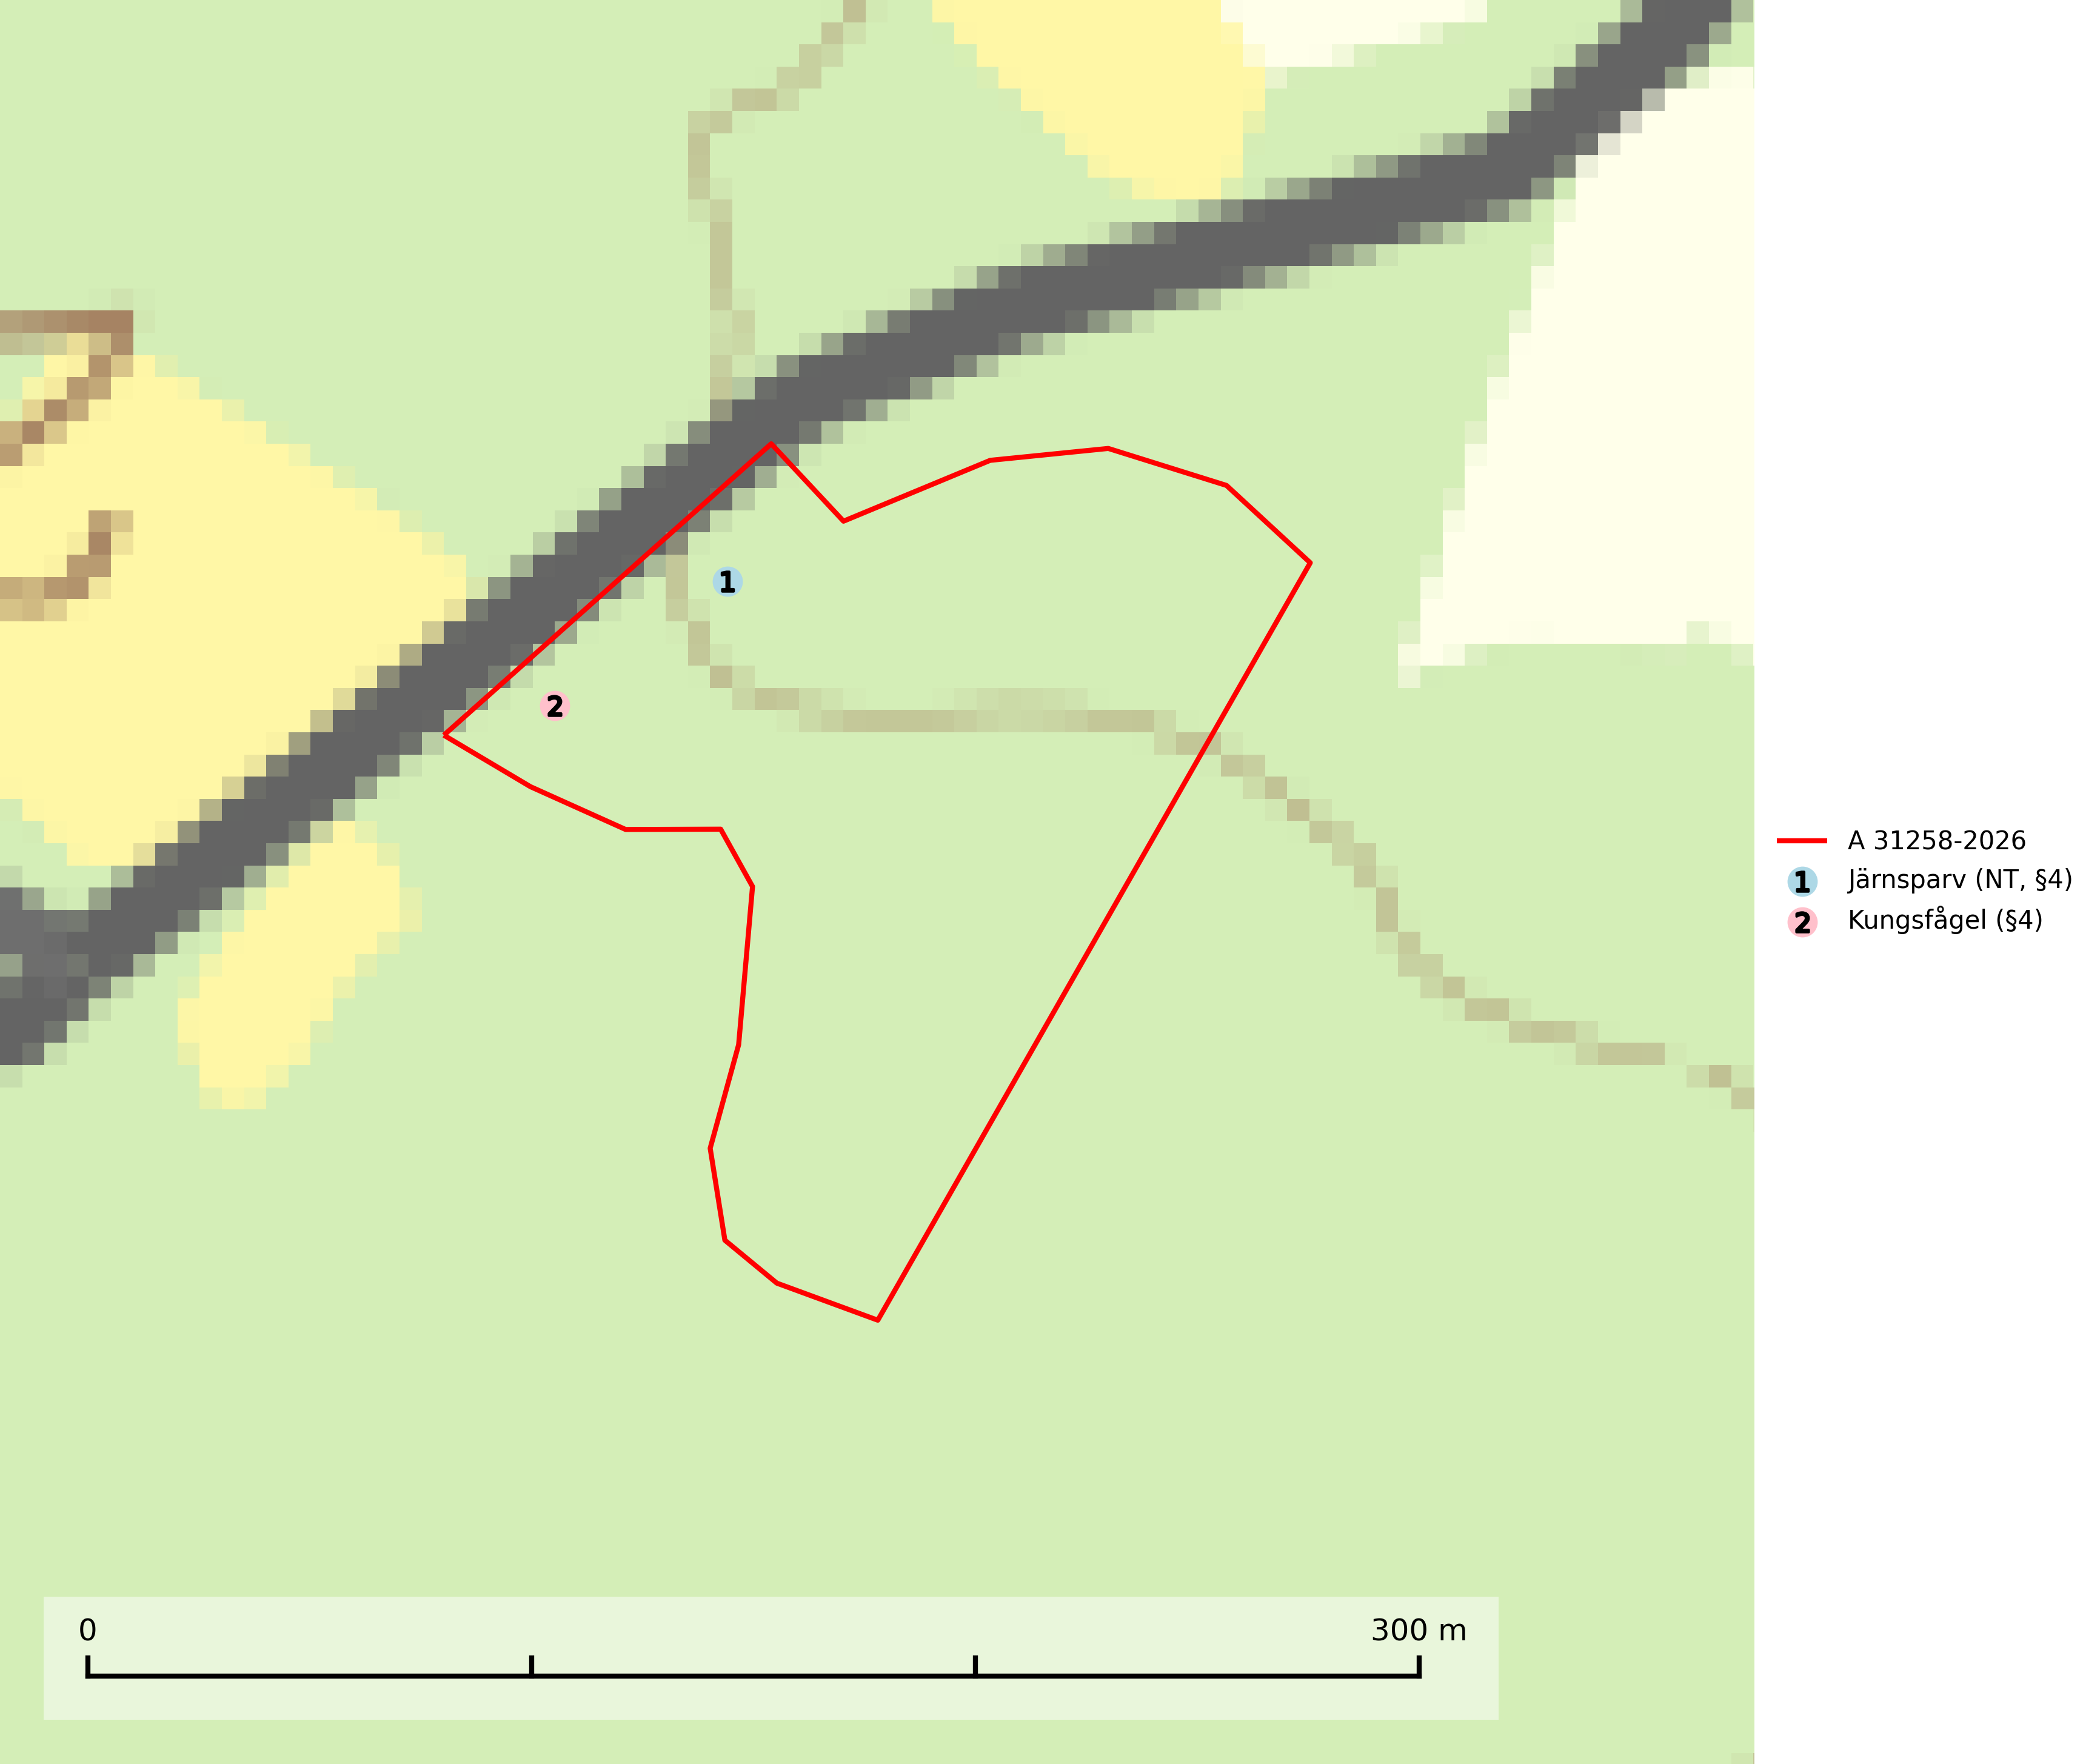 1
2
A 31258-2026
1 Järnsparv (NT, §4)
2 Kungsfågel (§4)
0 300 m